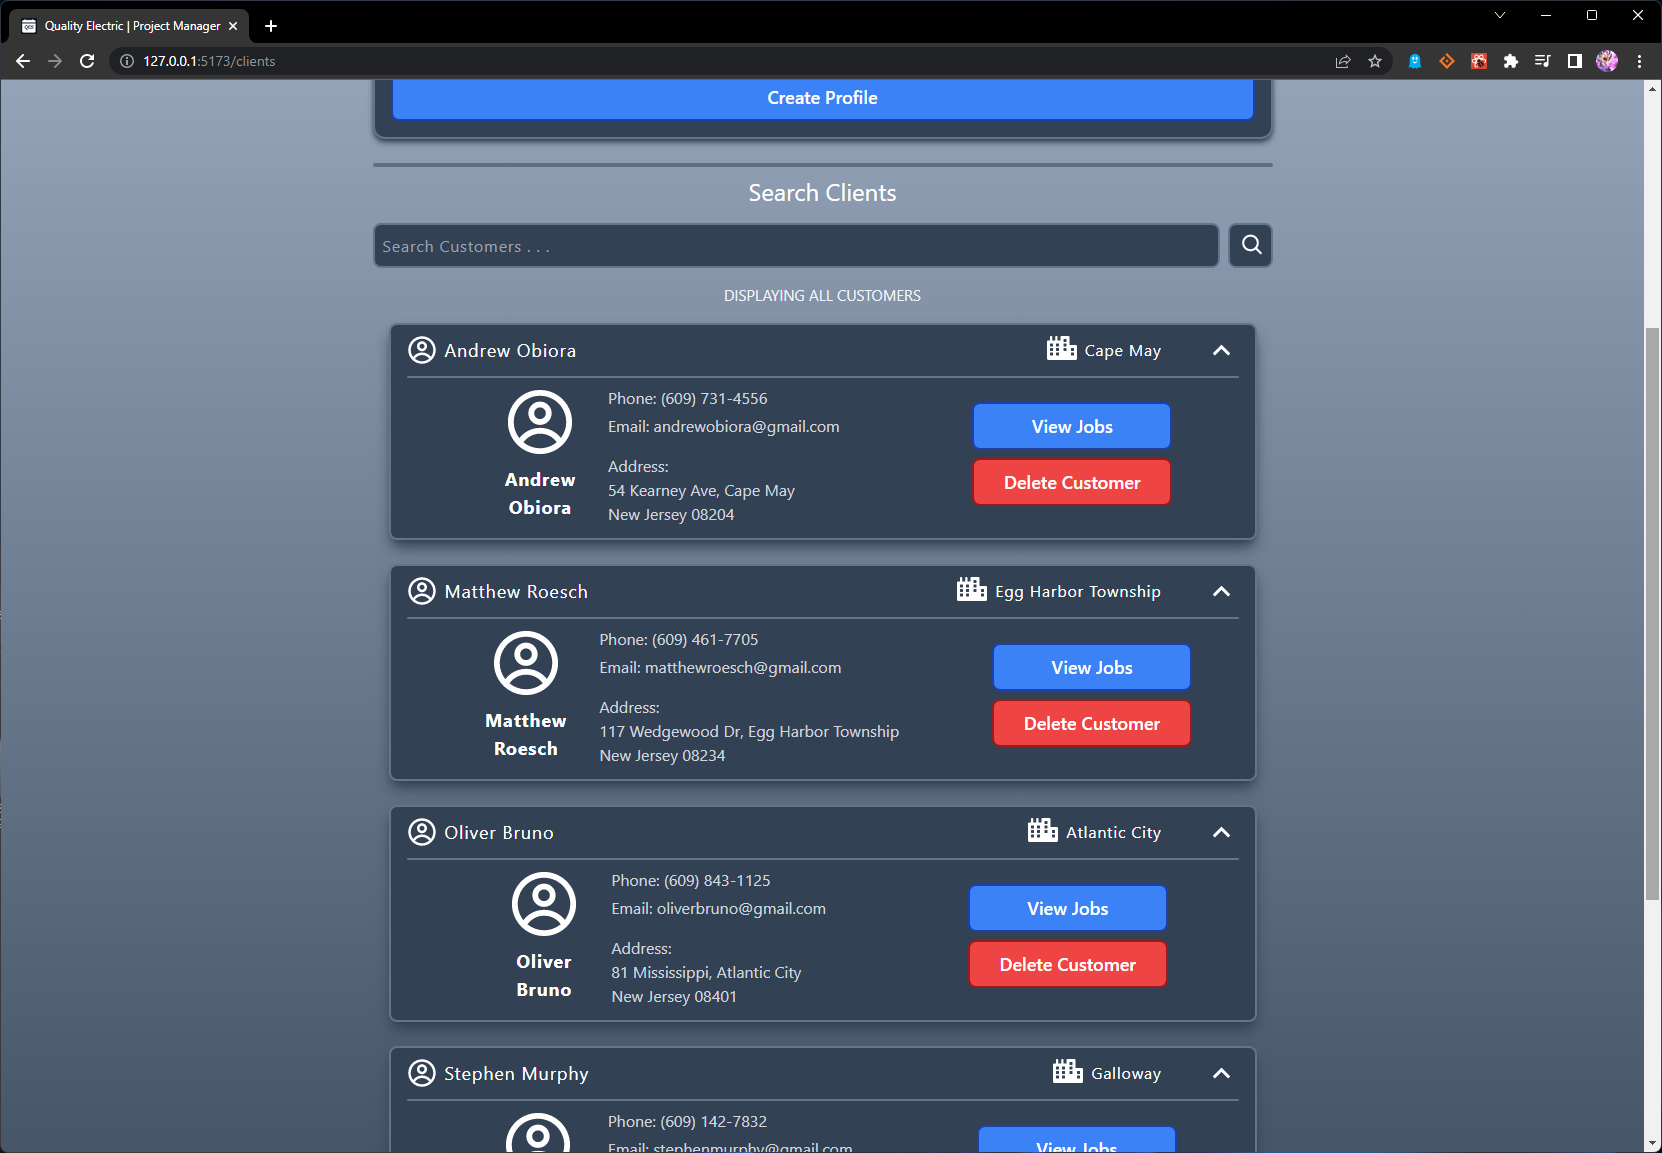 Quality Electric | Project Manager
127.0.0.1:5173/clients
Create Profile
Search Clients
Search Customers . . .
DISPLAYING ALL CUSTOMERS
Andrew Obiora
Cape May
Andrew
Obiora
Phone: (609) 731-4556
Email: andrewobiora@gmail.com
Address:
54 Kearney Ave, Cape May
New Jersey 08204
View Jobs
Delete Customer
Matthew Roesch
Egg Harbor Township
Matthew
Roesch
Phone: (609) 461-7705
Email: matthewroesch@gmail.com
Address:
117 Wedgewood Dr, Egg Harbor Township
New Jersey 08234
View Jobs
Delete Customer
Oliver Bruno
Atlantic City
Oliver
Bruno
Phone: (609) 843-1125
Email: oliverbruno@gmail.com
Address:
81 Mississippi, Atlantic City
New Jersey 08401
View Jobs
Delete Customer
Stephen Murphy
Galloway
Phone: (609) 142-7832
Email: stephenmurphy@gmail.com
View Jobs